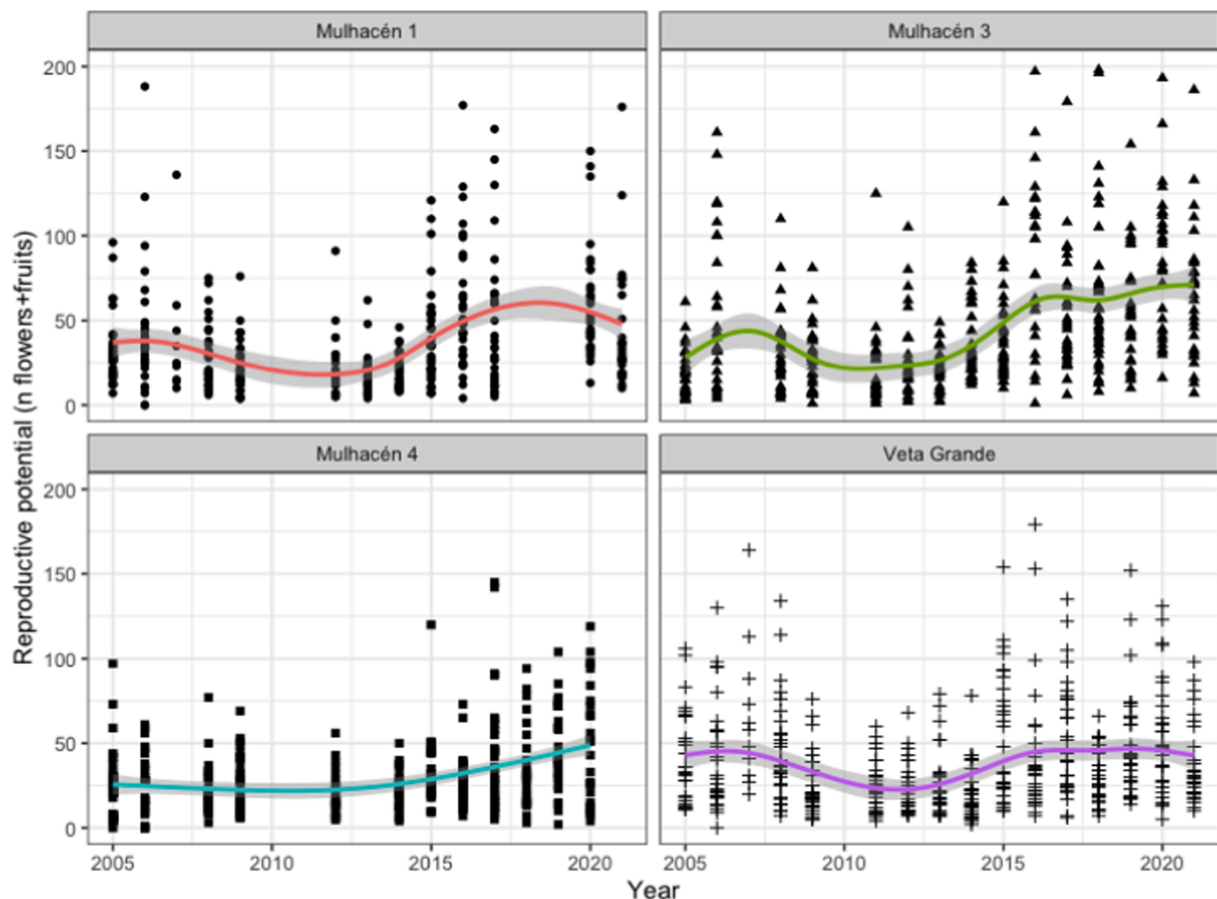 Mulhacén 1
Mulhacén 3
200
150
100
50
0
Mulhacén 4
Veta Grande
200
150
100
50
0
2005 2010 2015 2020 2005 2010 2015 2020
Year
Reproductive potential (n flowers+fruits)